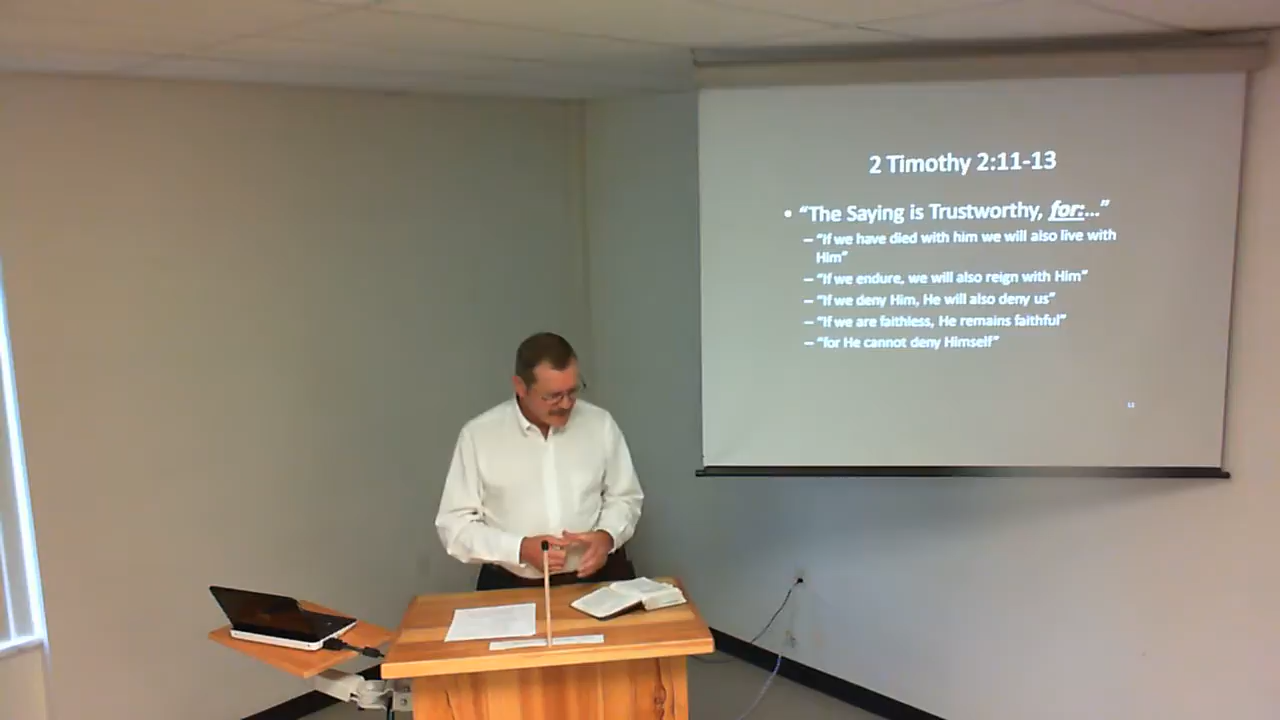 2 Timothy 2:11-13
• “The Saying is Trustworthy, for:…”
– “If we have died with him we will also live with
Him”
– “If we endure, we will also reign with Him”
– “If we deny Him, He will also deny us”
– “If we are faithless, He remains faithful”
– “for He cannot deny Himself”